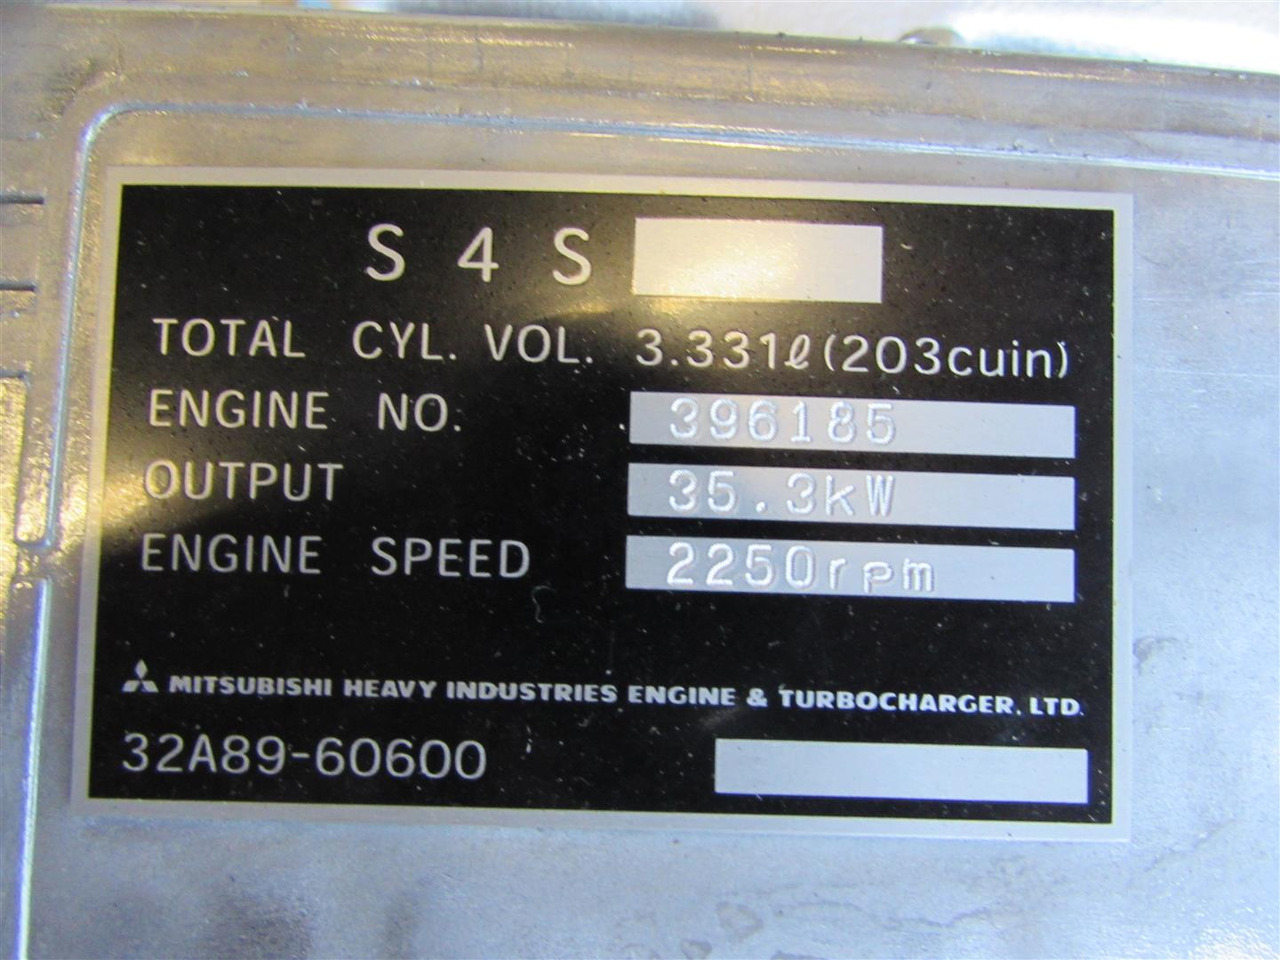 S 4 S
TOTAL CYL. VOL. 3.331ℓ(203cuin)
ENGINE NO. 396185
OUTPUT 35.3kW
ENGINE SPEED 2250rpm
MITSUBISHI HEAVY INDUSTRIES ENGINE & TURBOCHARGER, LTD.
32A89-60600